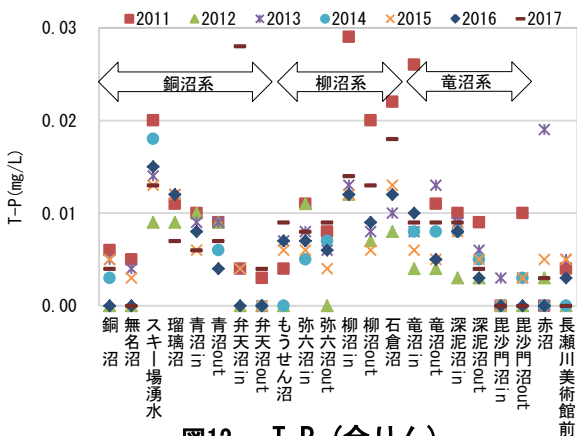 2011 2012 2013 2014 2015 2016 2017
0.03
0.02
0.01
0.00
T-P(mg/L)
銅沼系
柳沼系
竜沼系
銅 沼
無名沼
スキー場湧水
瑠璃沼
青沼in
青沼out
弁天沼in
弁天沼out
もうせん沼
弥六沼in
弥六沼out
柳沼in
柳沼out
石倉沼
竜沼in
竜沼out
深泥沼in
深泥沼out
毘沙門沼in
毘沙門沼out
赤沼
長瀬川美術館前
図12 T-P (全りん)